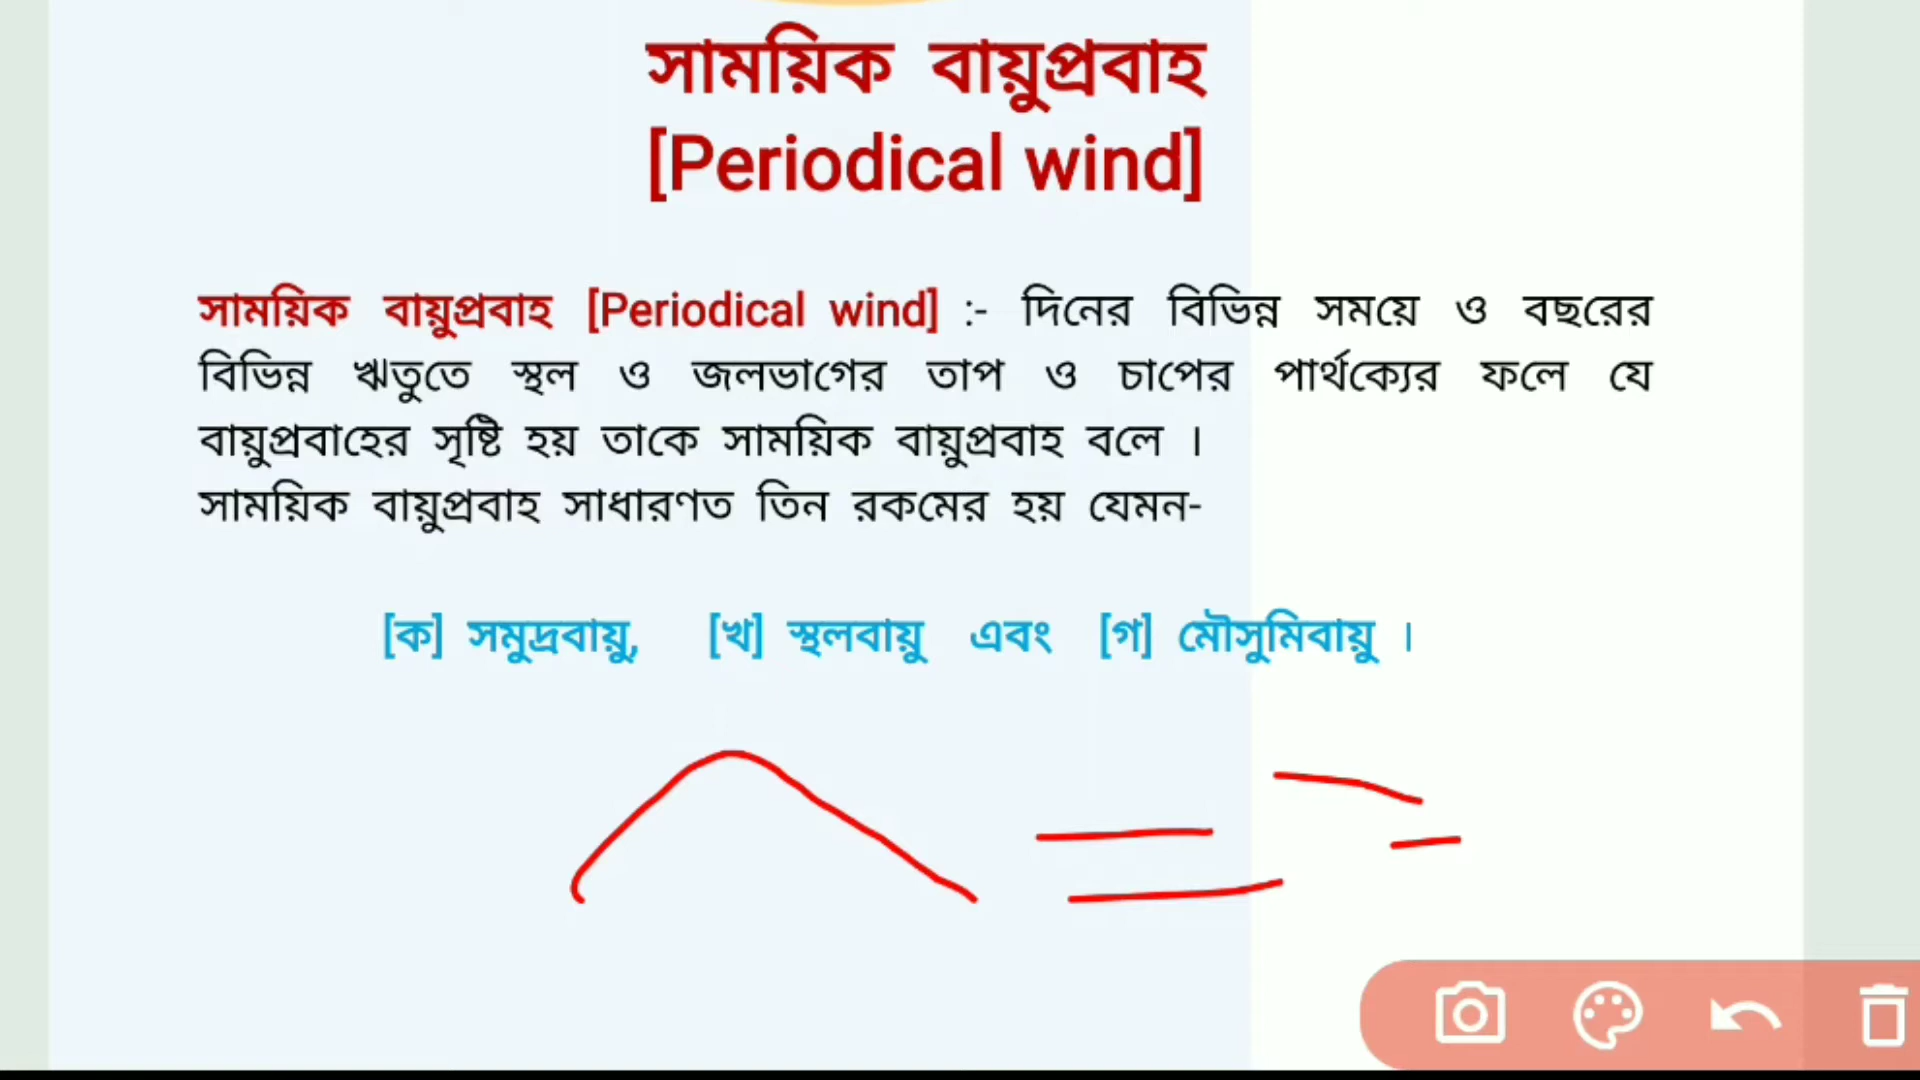 সাময়িক বায়ুপ্রবাহ
[Periodical wind]
সাময়িক বায়ুপ্রবাহ [Periodical wind] :- দিনের বিভিন্ন সময়ে ও বছরের
বিভিন্ন ঋতুতে স্থল ও জলভাগের তাপ ও চাপের পার্থক্যের ফলে যে
বায়ুপ্রবাহের সৃষ্টি হয় তাকে সাময়িক বায়ুপ্রবাহ বলে ।
সাময়িক বায়ুপ্রবাহ সাধারণত তিন রকমের হয় যেমন-
[ক] সমুদ্রবায়ু, [খ] স্থলবায়ু এবং [গ] মৌসুমিবায়ু ।